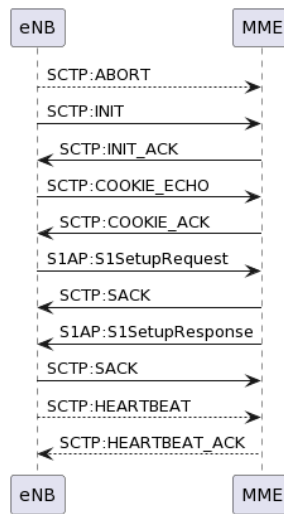 eNB MME
SCTP:ABORT
SCTP:INIT
SCTP:INIT_ACK
SCTP:COOKIE_ECHO
SCTP:COOKIE_ACK
S1AP:S1SetupRequest
SCTP:SACK
S1AP:S1SetupResponse
SCTP:SACK
SCTP:HEARTBEAT
SCTP:HEARTBEAT_ACK
eNB MME